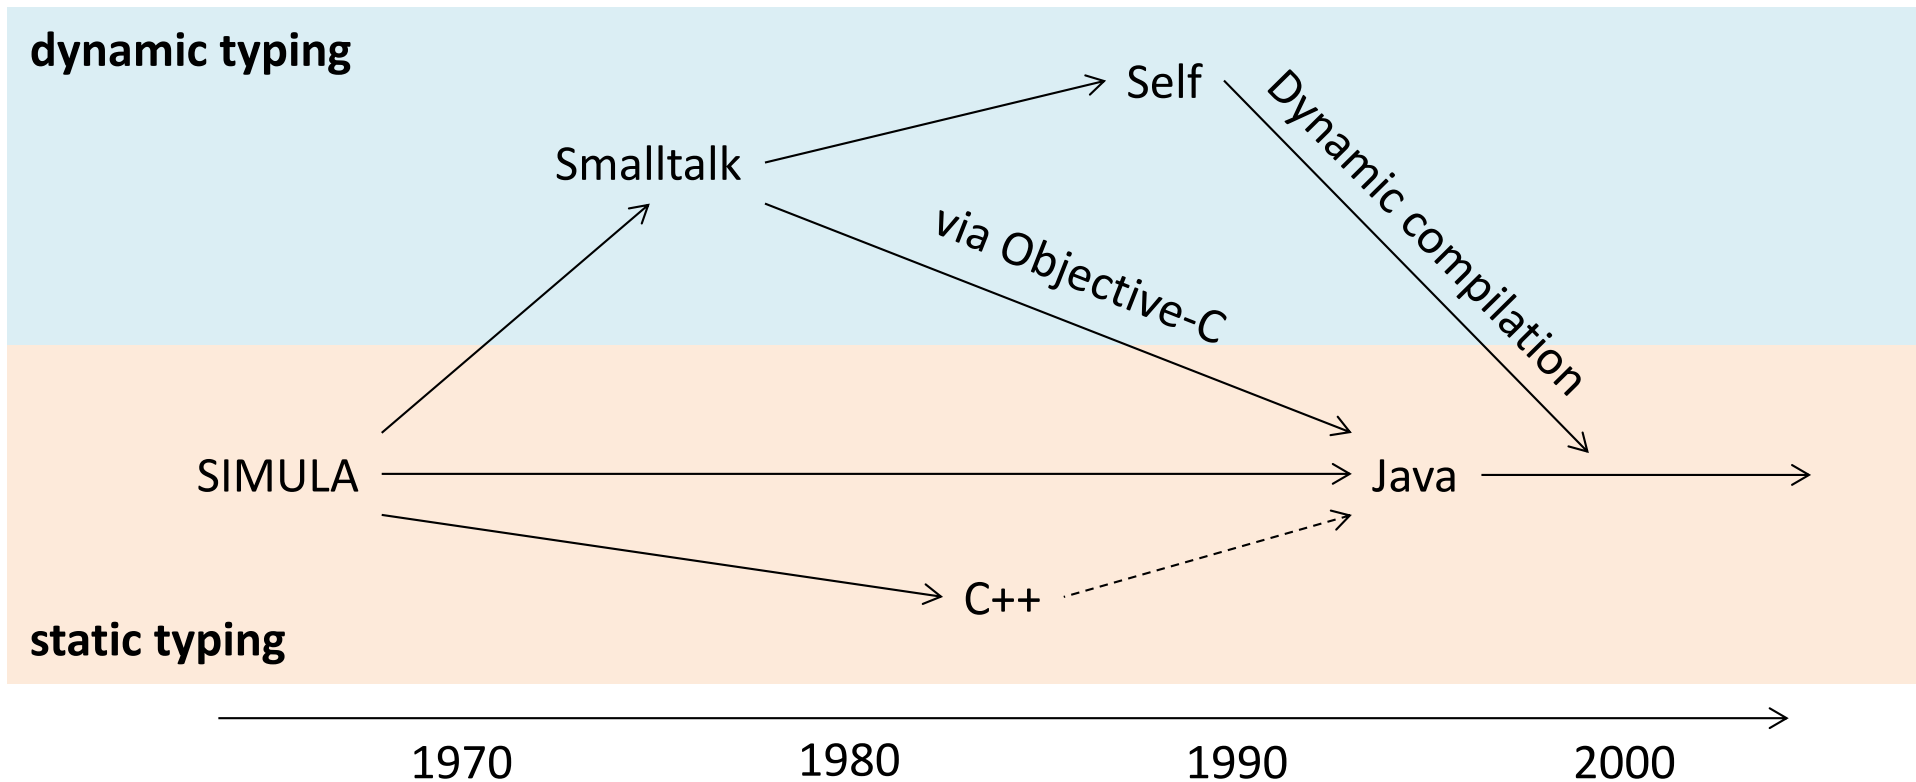 dynamic typing
Self
Dynamic compilation
Smalltalk
via Objective-C
SIMULA
Java
C++
static typing
1970
1980
1990
2000